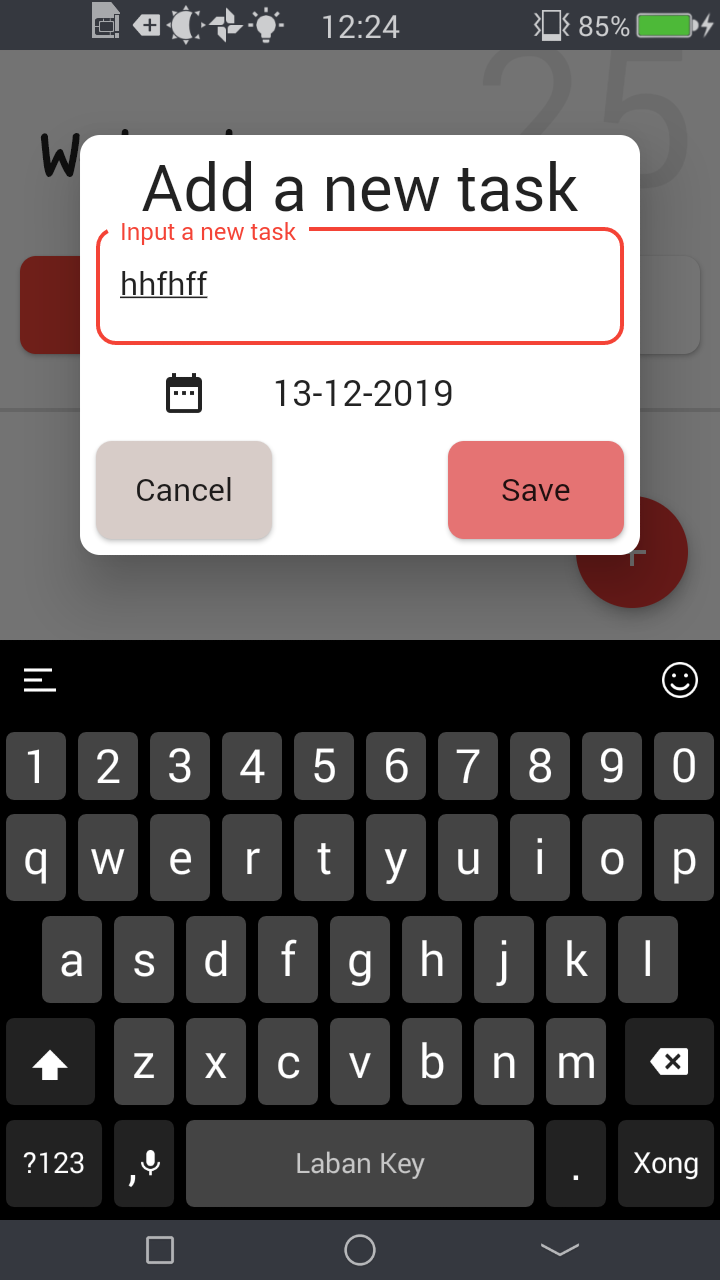 12:24
85%
25
Add a new task
Input a new task
hhfhff
13-12-2019
Cancel
Save
1 2 3 4 5 6 7 8 9 0
q w e r t y u i o p
a s d f g h j k l
z x c v b n m
?123 , Laban Key . Xong